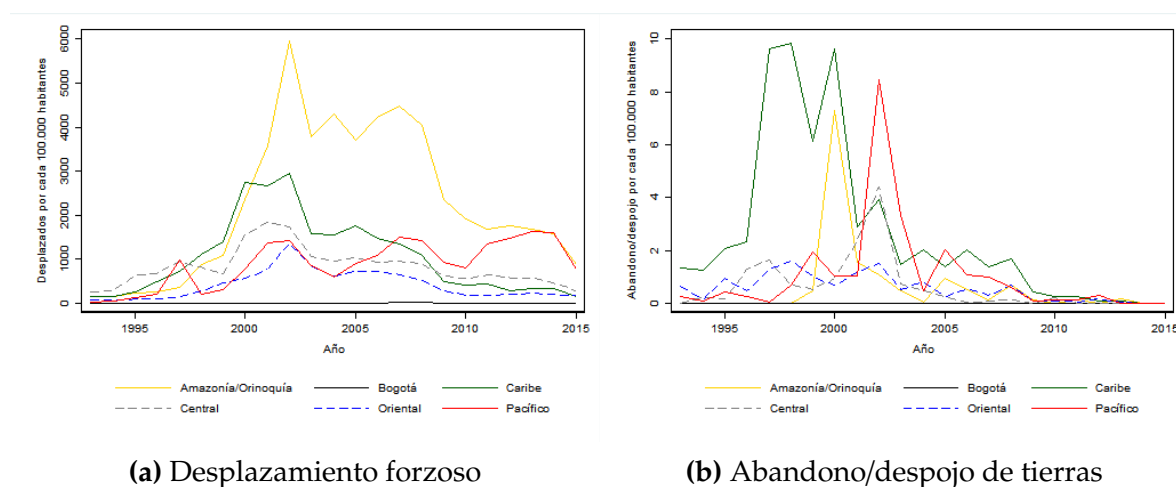 Desplazados por cada 100.000 habitantes
6000
5000
4000
3000
2000
1000
0
1995 2000 2005 2010 2015
Año
Amazonía/Orinoquía Bogotá Caribe
Central Oriental Pacífico
(a) Desplazamiento forzoso
Abandono/despojo por cada 100.000 habitantes
10
8
6
4
2
0
1995 2000 2005 2010 2015
Año
Amazonía/Orinoquía Bogotá Caribe
Central Oriental Pacífico
(b) Abandono/despojo de tierras